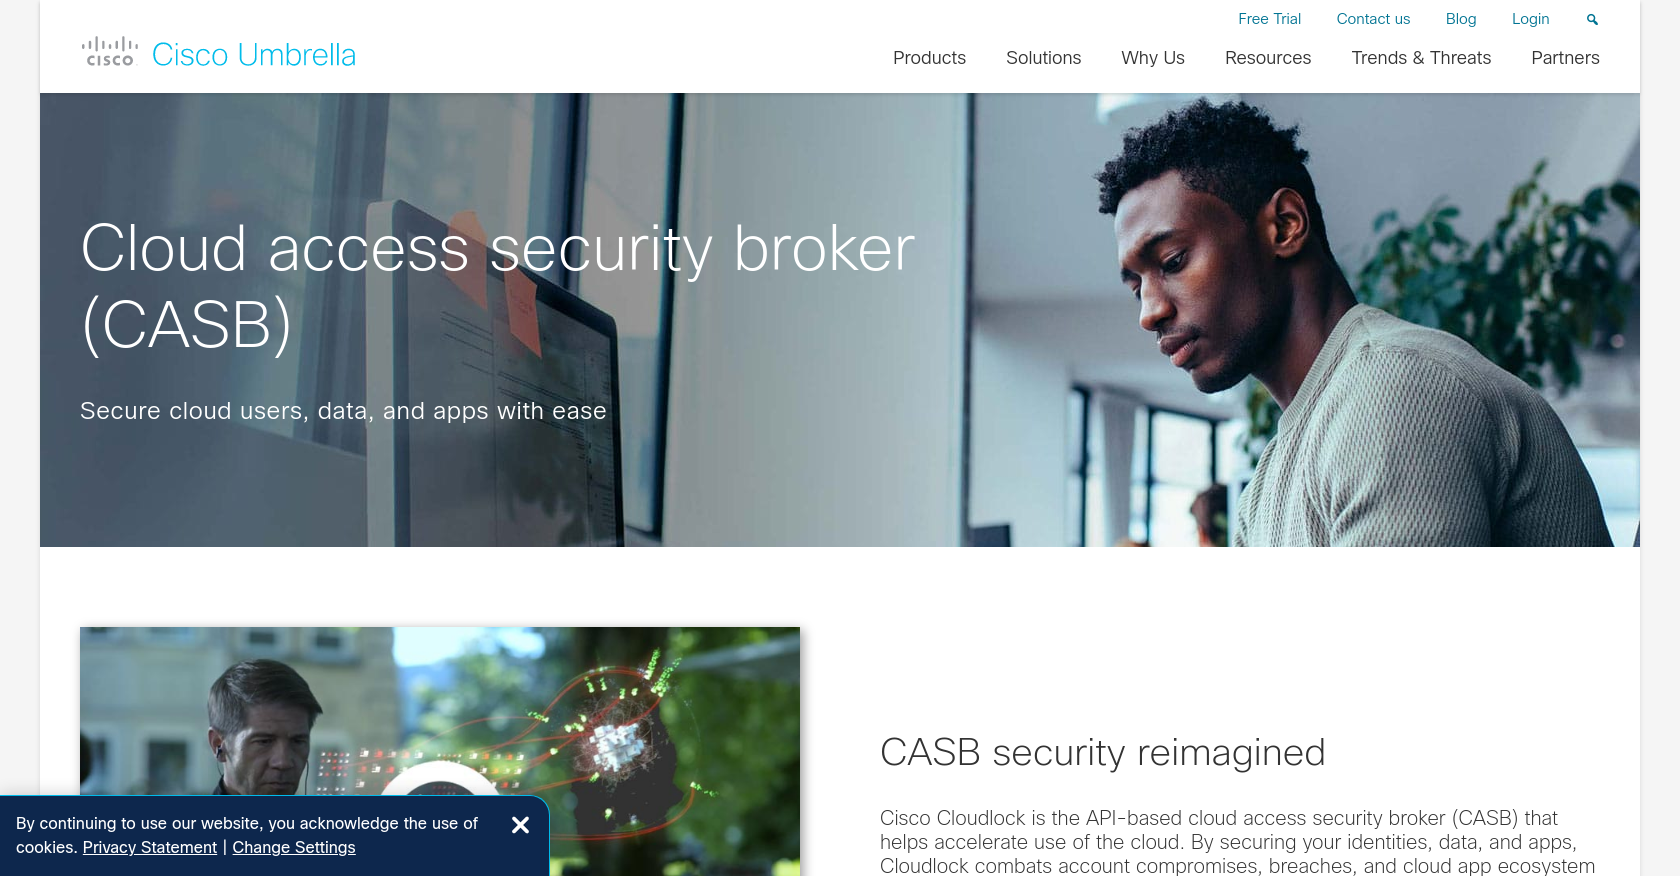 Free Trial Contact us Blog Login
cisco Cisco Umbrella
Products Solutions Why Us Resources Trends & Threats Partners
Cloud access security broker
(CASB)
Secure cloud users, data, and apps with ease
CASB security reimagined
Cisco Cloudlock is the API-based cloud access security broker (CASB) that
helps accelerate use of the cloud. By securing your identities, data, and apps,
Cloudlock combats account compromises, breaches, and cloud app ecosystem
By continuing to use our website, you acknowledge the use of
cookies. Privacy Statement | Change Settings